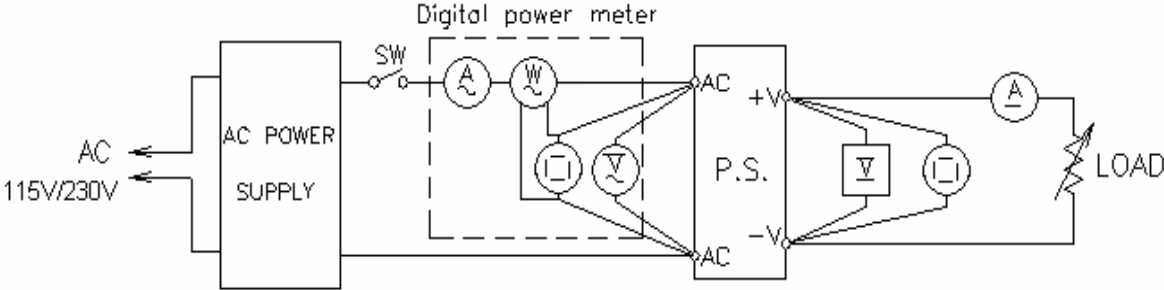 Digital power meter
SW
A
W
AC
+V
A
AC POWER
SUPPLY
AC
115V/230V
V
P.S.
V
LOAD
-V
AC